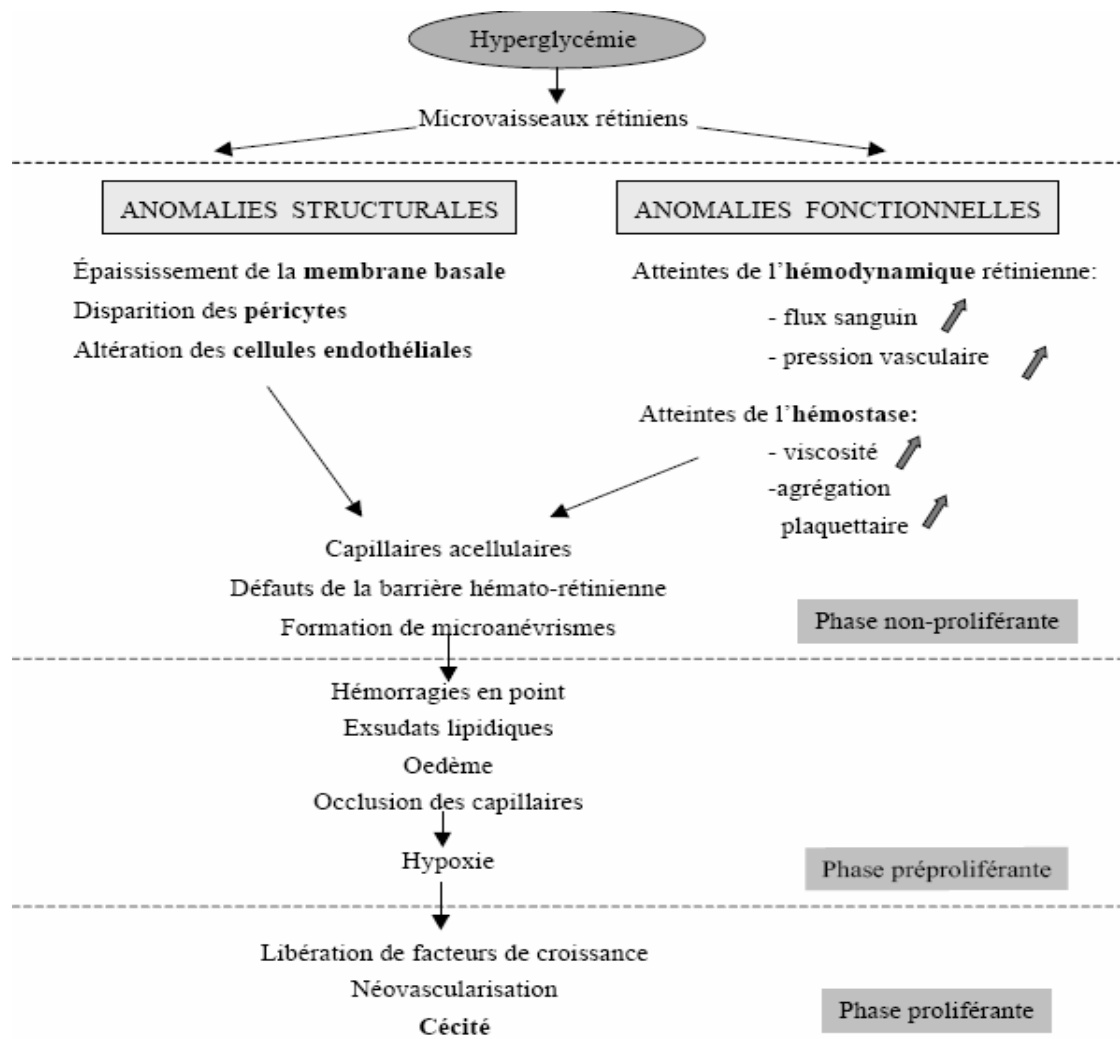 Hyperglycémie
Microvaisseaux rétiniens
ANOMALIES STRUCTURALES
Épaississement de la membrane basale
Disparition des péricytes
Altération des cellules endothéliales
ANOMALIES FONCTIONNELLES
Atteintes de l'hémodynamique rétinienne:
- flux sanguin
- pression vasculaire
Atteintes de l'hémostase:
- viscosité
-agrégation
plaquettaire
Capillaires acellulaires
Défauts de la barrière hémato-rétinienne
Formation de microanévrismes
Phase non-proliférante
Hémorragies en point
Exsudats lipidiques
Oedème
Occlusion des capillaires
Hypoxie
Phase préproliférante
Libération de facteurs de croissance
Néovascularisation
Cécité
Phase proliférante